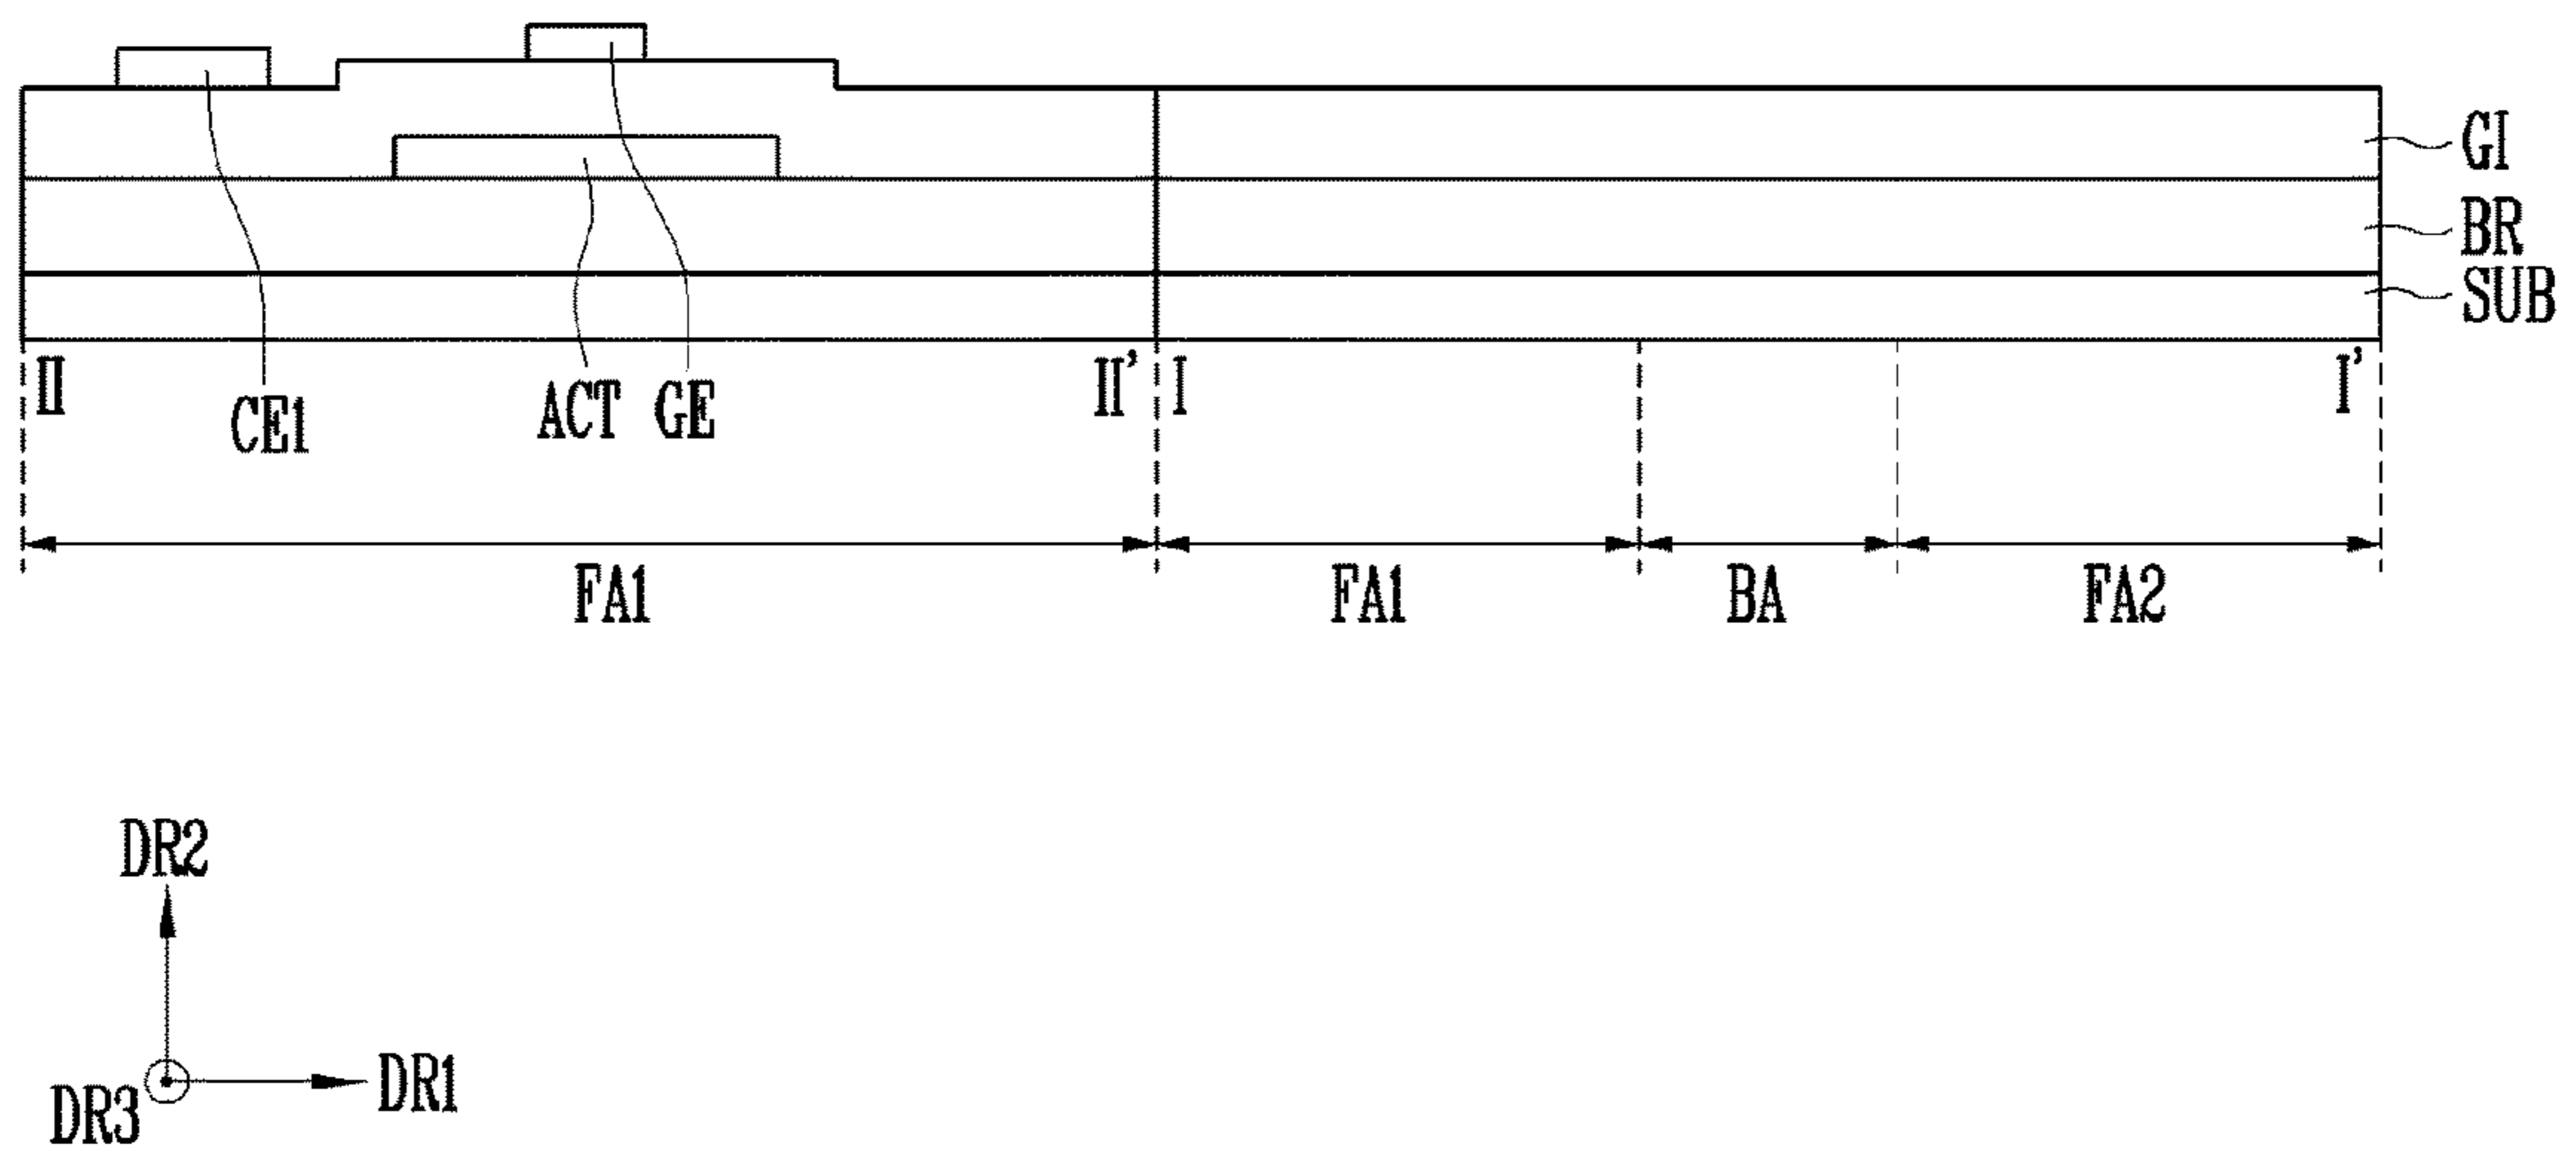 GI
BR
SUB
II II' I I'
CE1 ACT GE
FA1 FA1 BA FA2
DR2
DR1
DR3